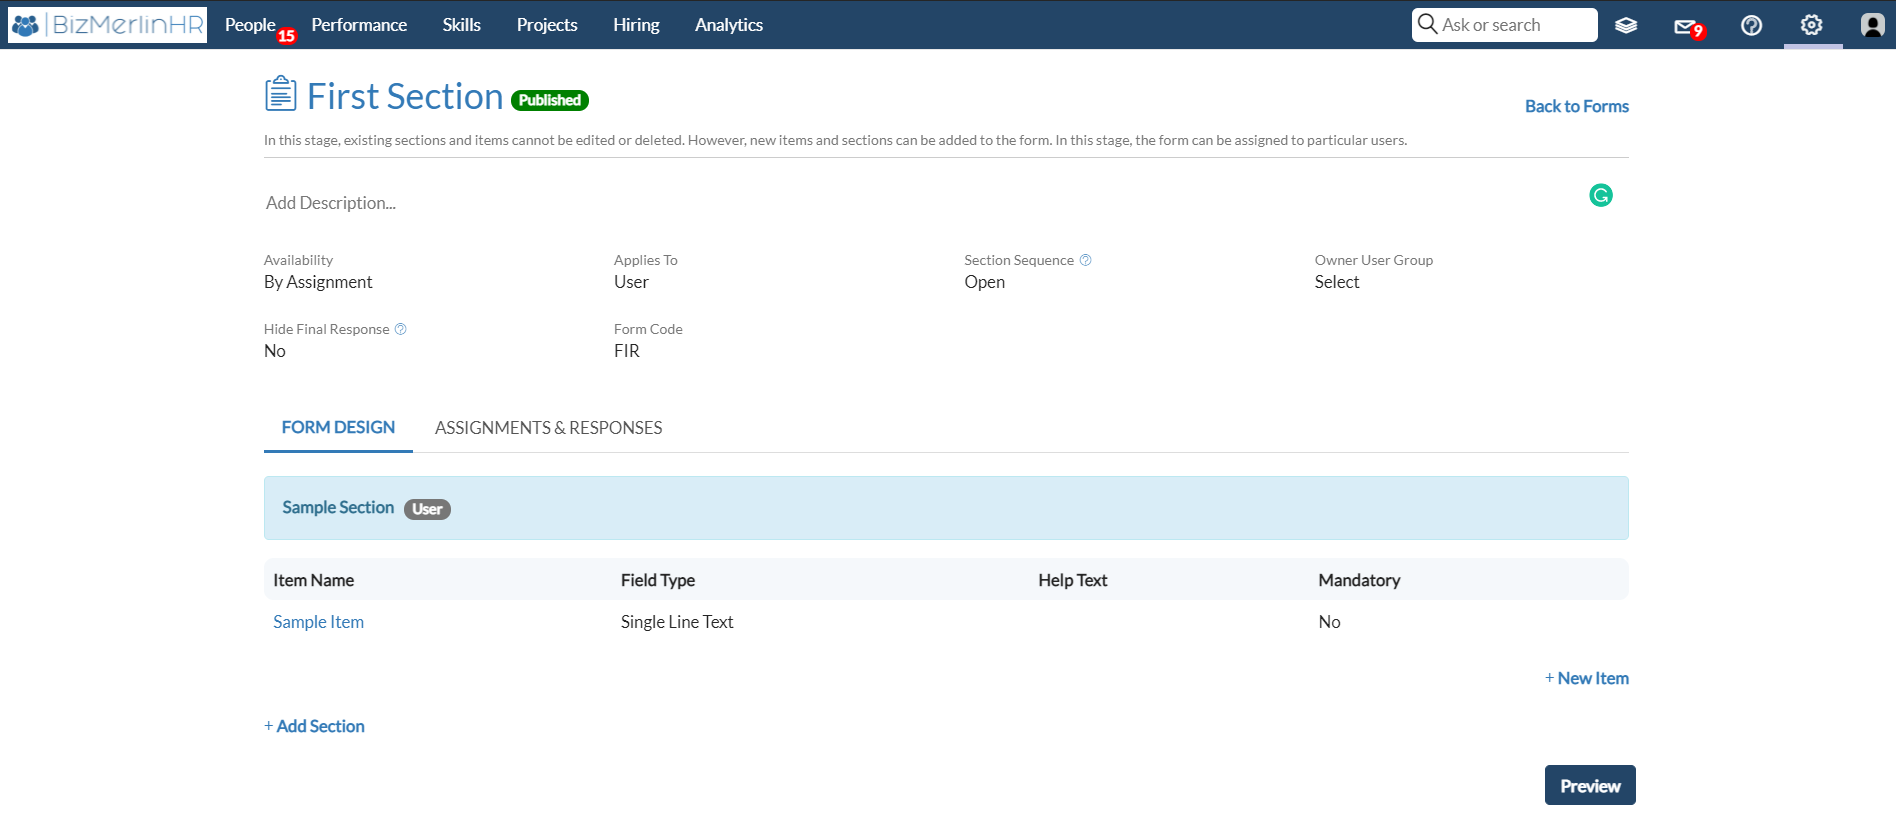 BizMerlinHR People 15 Performance Skills Projects Hiring Analytics Ask or search 9
First Section Published
Back to Forms
In this stage, existing sections and items cannot be edited or deleted. However, new items and sections can be added to the form. In this stage, the form can be assigned to particular users.
Add Description...
Availability Applies To Section Sequence Owner User Group
By Assignment User Open Select
Hide Final Response Form Code
No FIR
FORM DESIGN ASSIGNMENTS & RESPONSES
Sample Section User
Item Name Field Type Help Text Mandatory
Sample Item Single Line Text No
+ New Item
+ Add Section
Preview